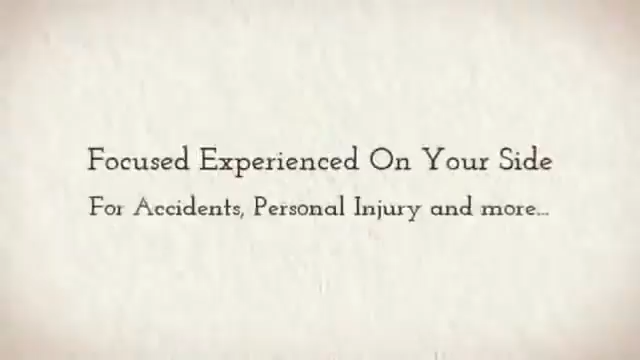 Focused Experienced On Your Side
For Accidents, Personal Injury and more...